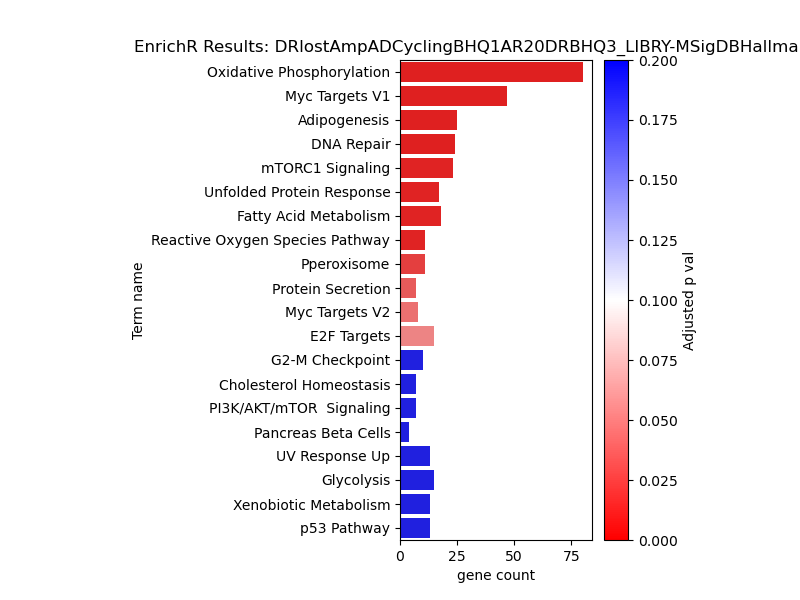 EnrichR Results: DRlostAmpADCyclingBHQ1AR20DRBHQ3_LIBRY-MSigDBHallma
Term name
Oxidative Phosphorylation
Myc Targets V1
Adipogenesis
DNA Repair
mTORC1 Signaling
Unfolded Protein Response
Fatty Acid Metabolism
Reactive Oxygen Species Pathway
Pperoxisome
Protein Secretion
Myc Targets V2
E2F Targets
G2-M Checkpoint
Cholesterol Homeostasis
PI3K/AKT/mTOR  Signaling
Pancreas Beta Cells
UV Response Up
Glycolysis
Xenobiotic Metabolism
p53 Pathway
0 25 50 75
gene count
0.200
0.175
0.150
0.125
0.100
0.075
0.050
0.025
0.000
Adjusted p val